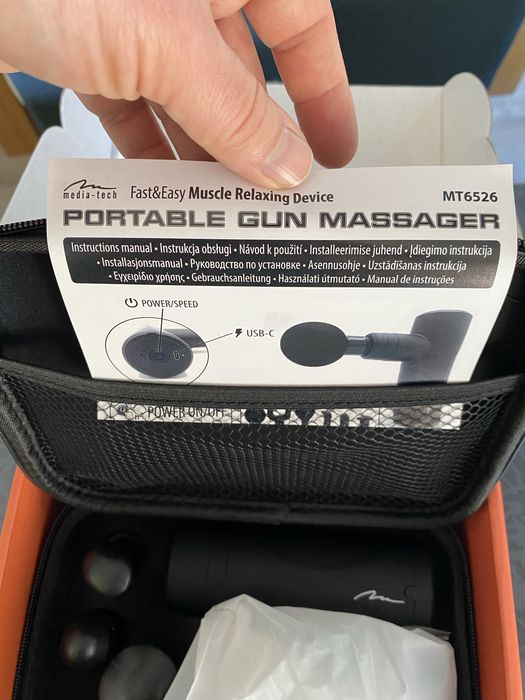 media-tech
Fast&Easy Muscle Relaxing Device
MT6526
PORTABLE GUN MASSAGER
Instructions manual • Instrukcja obsługi • Návod k použití • Installeerimise juhend • Įdiegimo instrukcija
• Installasjonsmanual • Руководство по установке • Asennusohje • Uzstādīšanas instrukcija
• Εγχειρίδιο χρήσης • Gebrauchsanleitung • Használati útmutató • Manual de instruções
POWER/SPEED
USB-C
POWER ON/OFF